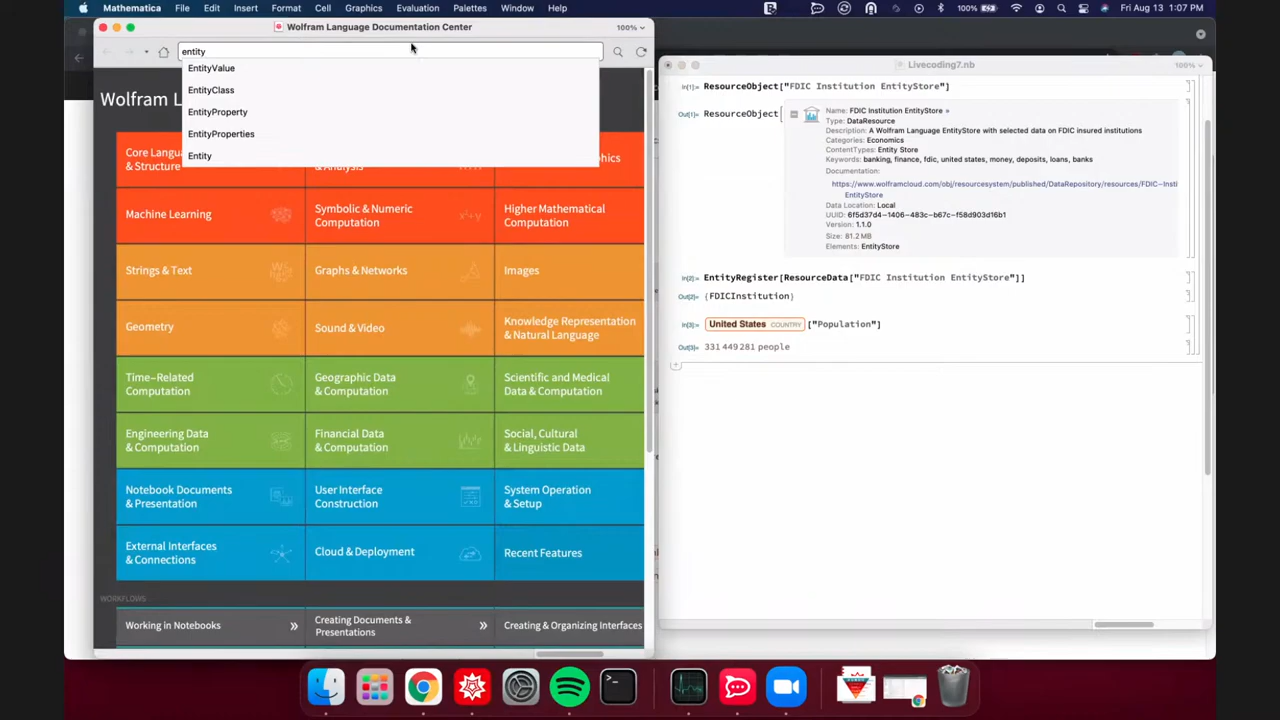 Mathematica File Edit Insert Format Cell Graphics Evaluation Palettes Window Help
100% Fri Aug 13 1:07 PM
Wolfram Language Documentation Center
100%
entity
EntityValue
EntityClass
EntityProperty
EntityProperties
Entity
Wolfram L
Core Langua
& Structure
& Analysis
phics
Machine Learning
Symbolic & Numeric
Computation
x²+y
Higher Mathematical
Computation
Strings & Text
Graphs & Networks
Images
Geometry
Sound & Video
Knowledge Representation
& Natural Language
Time-Related
Computation
Geographic Data
& Computation
Scientific and Medical
Data & Computation
Engineering Data
& Computation
Financial Data
& Computation
Social, Cultural
& Linguistic Data
Notebook Documents
& Presentation
User Interface
Construction
System Operation
& Setup
External Interfaces
& Connections
Cloud & Deployment
Recent Features
WORKFLOWS
Working in Notebooks »
Creating Documents &
Presentations »
Creating & Organizing Interfaces
Livecoding7.nb
100%
In[1]:= ResourceObject["FDIC Institution EntityStore"]
Out[1]= ResourceObject[
Name: FDIC Institution EntityStore »
Type: DataResource
Description: A Wolfram Language EntityStore with selected data on FDIC insured institutions
Categories: Economics
ContentTypes: Entity Store
Keywords: banking, finance, fdic, united states, money, deposits, loans, banks
Documentation:
https://www.wolframcloud.com/obj/resourcesystem/published/DataRepository/resources/FDIC-Insti
EntityStore
Data Location: Local
UUID: 6f5d37d4-1406-483c-b67c-f58d903d16b1
Version: 1.1.0
Size: 81.2 MB
Elements: EntityStore
In[2]:= EntityRegister[ResourceData["FDIC Institution EntityStore"]]
Out[2]= {FDICInstitution}
In[3]:= United States COUNTRY ["Population"]
Out[3]= 331 449 281 people